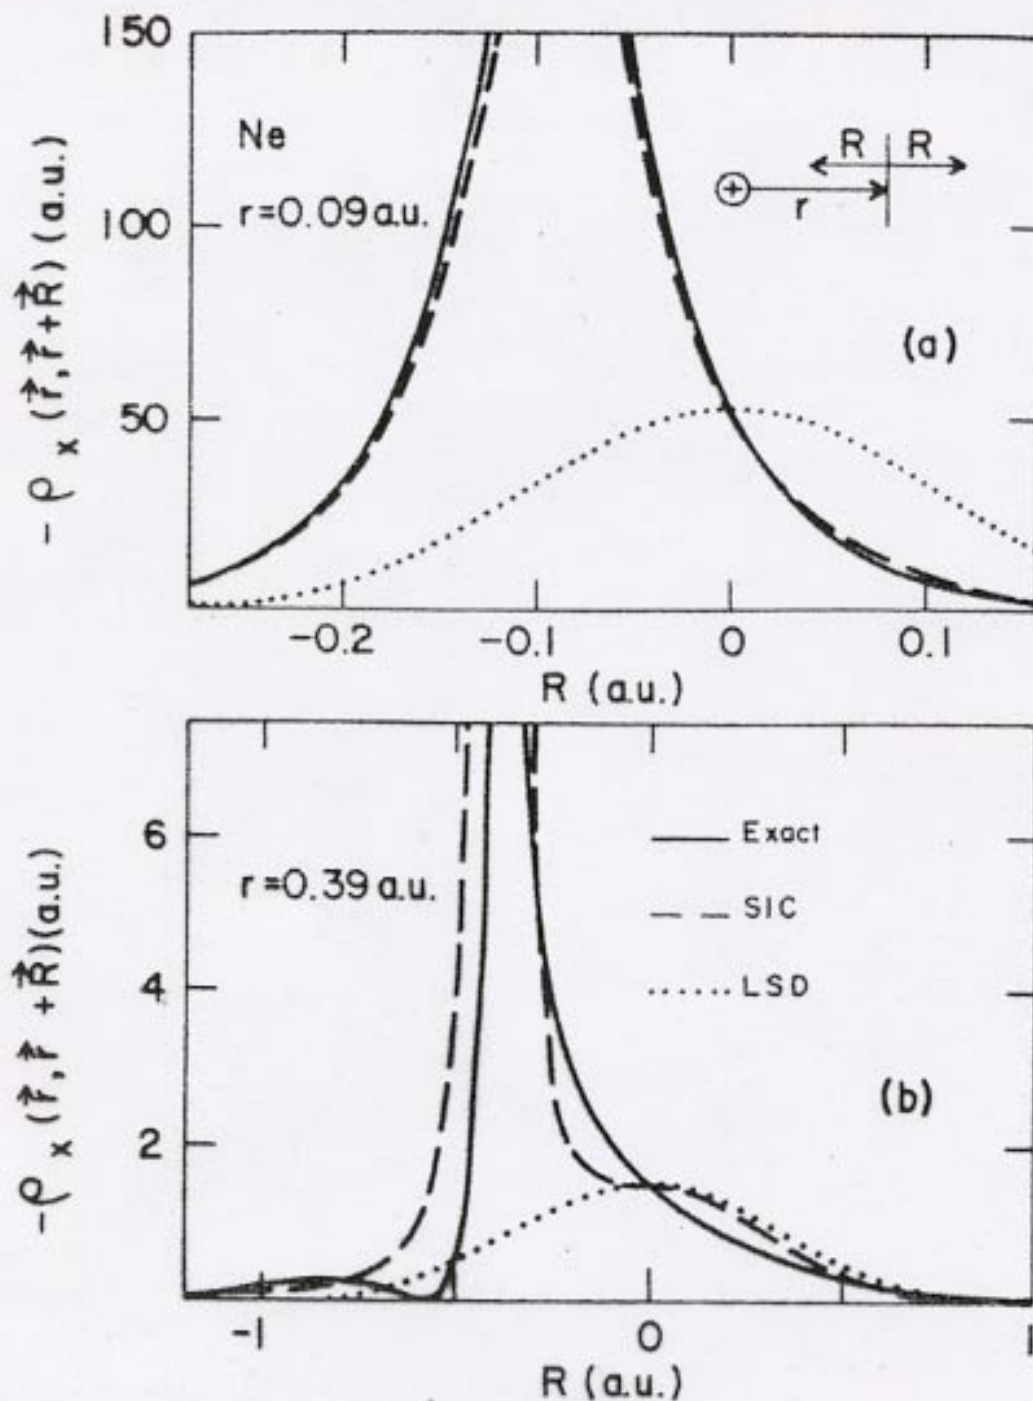 150
100
50
−ρx(r⃗, r⃗+R⃗) (a.u.)
Ne
r=0.09 a.u.
R R
+
r
(a)
−0.2 −0.1 0 0.1
R (a.u.)
6
4
2
−ρx(r⃗, r⃗ +R⃗)(a.u.)
r=0.39 a.u.
Exact
SIC
LSD
(b)
−1 0 1
R (a.u.)